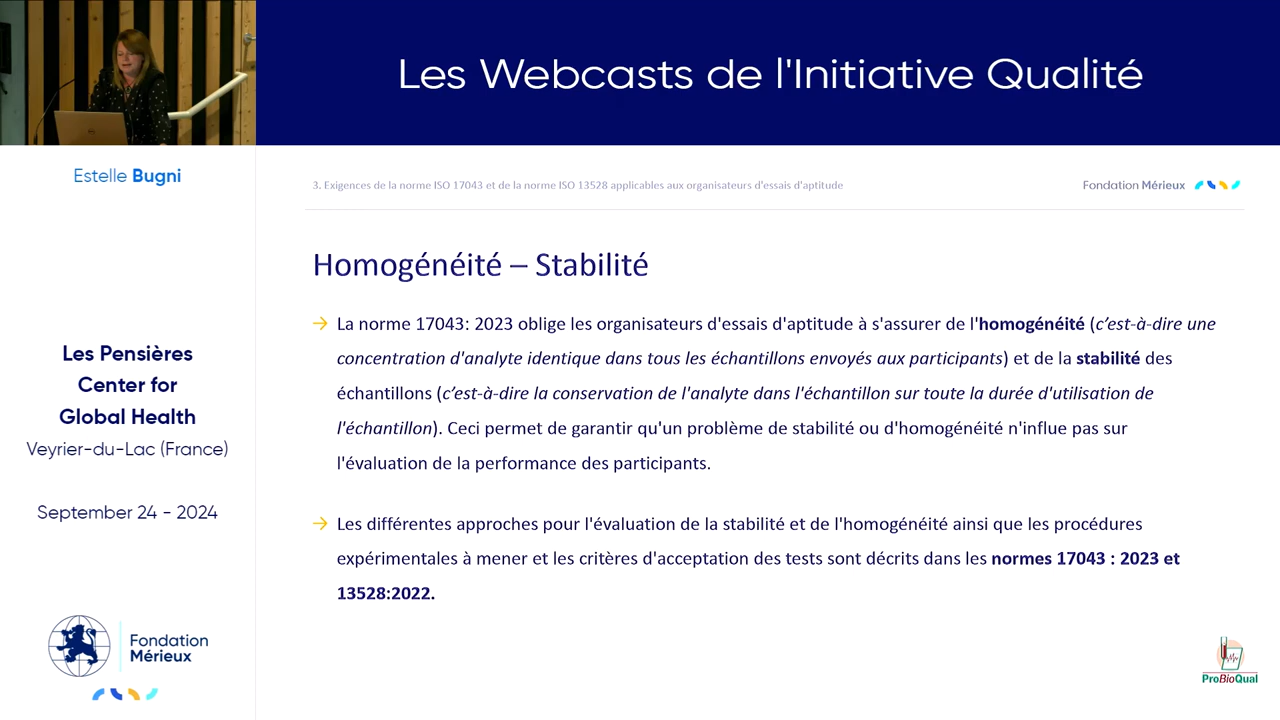 Les Webcasts de l'Initiative Qualité
Estelle Bugni
Les Pensières
Center for
Global Health
Veyrier-du-Lac (France)
September 24 - 2024
Fondation
Mérieux
3. Exigences de la norme ISO 17043 et de la norme ISO 13528 applicables aux organisateurs d'essais d'aptitude
Fondation Mérieux
Homogénéité – Stabilité
→ La norme 17043: 2023 oblige les organisateurs d'essais d'aptitude à s'assurer de l'homogénéité (c’est-à-dire une
concentration d'analyte identique dans tous les échantillons envoyés aux participants) et de la stabilité des
échantillons (c’est-à-dire la conservation de l'analyte dans l'échantillon sur toute la durée d'utilisation de
l'échantillon). Ceci permet de garantir qu'un problème de stabilité ou d'homogénéité n'influe pas sur
l'évaluation de la performance des participants.
→ Les différentes approches pour l'évaluation de la stabilité et de l'homogénéité ainsi que les procédures
expérimentales à mener et les critères d'acceptation des tests sont décrits dans les normes 17043 : 2023 et
13528:2022.
ProBioQual